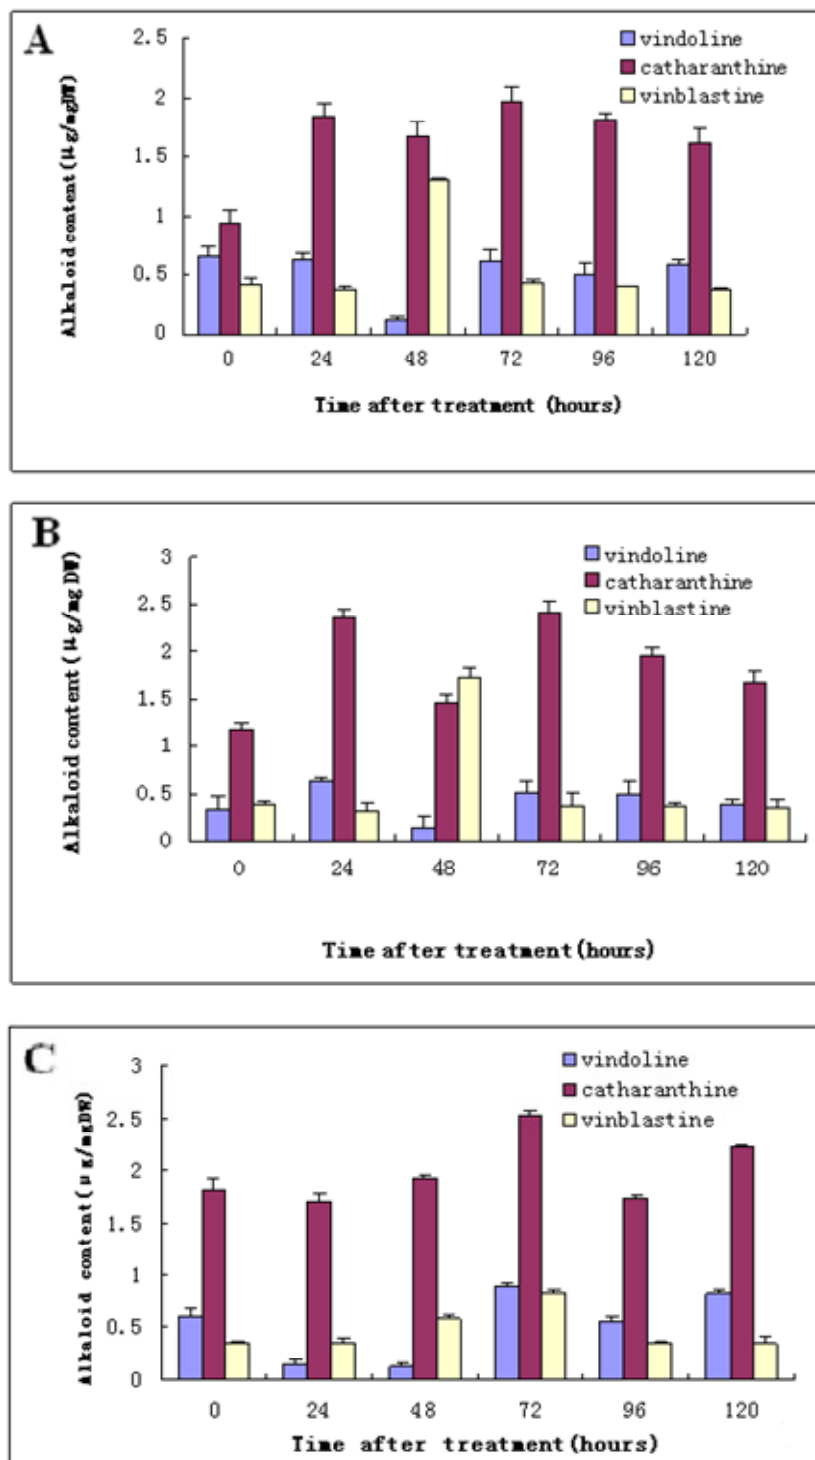 A
vindoline
catharanthine
vinblastine
Alkaloid content (μg/mgDW)
2.5
2
1.5
1
0.5
0
0 24 48 72 96 120
Time after treatment (hours)
B
vindoline
catharanthine
vinblastine
Alkaloid content (μg/mg DW)
3
2.5
2
1.5
1
0.5
0
0 24 48 72 96 120
Time after treatment (hours)
C
vindoline
catharanthine
vinblastine
Alkaloid content (μg/mgDW)
3
2.5
2
1.5
1
0.5
0
0 24 48 72 96 120
Time after treatment (hours)